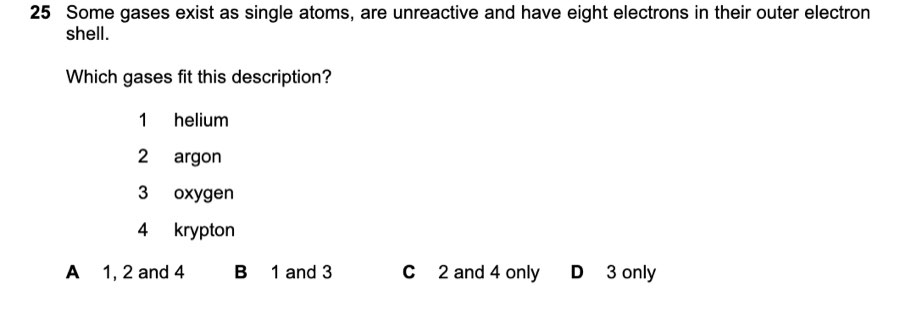 25 Some gases exist as single atoms, are unreactive and have eight electrons in their outer electron
shell.
Which gases fit this description?
1 helium
2 argon
3 oxygen
4 krypton
A 1, 2 and 4 B 1 and 3 C 2 and 4 only D 3 only